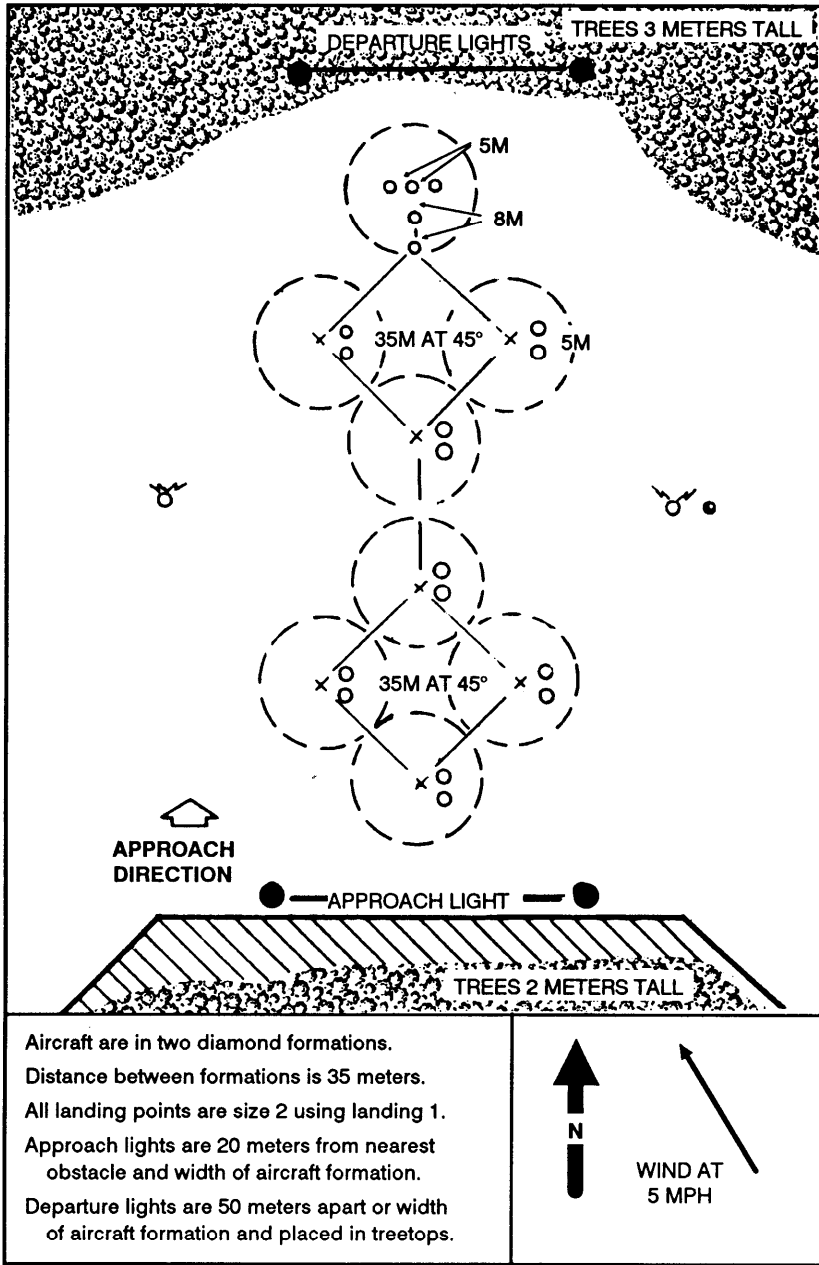 DEPARTURE LIGHTS
TREES 3 METERS TALL
5M
8M
35M AT 45°
5M
35M AT 45°
APPROACH
DIRECTION
APPROACH LIGHT
TREES 2 METERS TALL
Aircraft are in two diamond formations.
Distance between formations is 35 meters.
All landing points are size 2 using landing 1.
Approach lights are 20 meters from nearest
obstacle and width of aircraft formation.
Departure lights are 50 meters apart or width
of aircraft formation and placed in treetops.
N
WIND AT
5 MPH